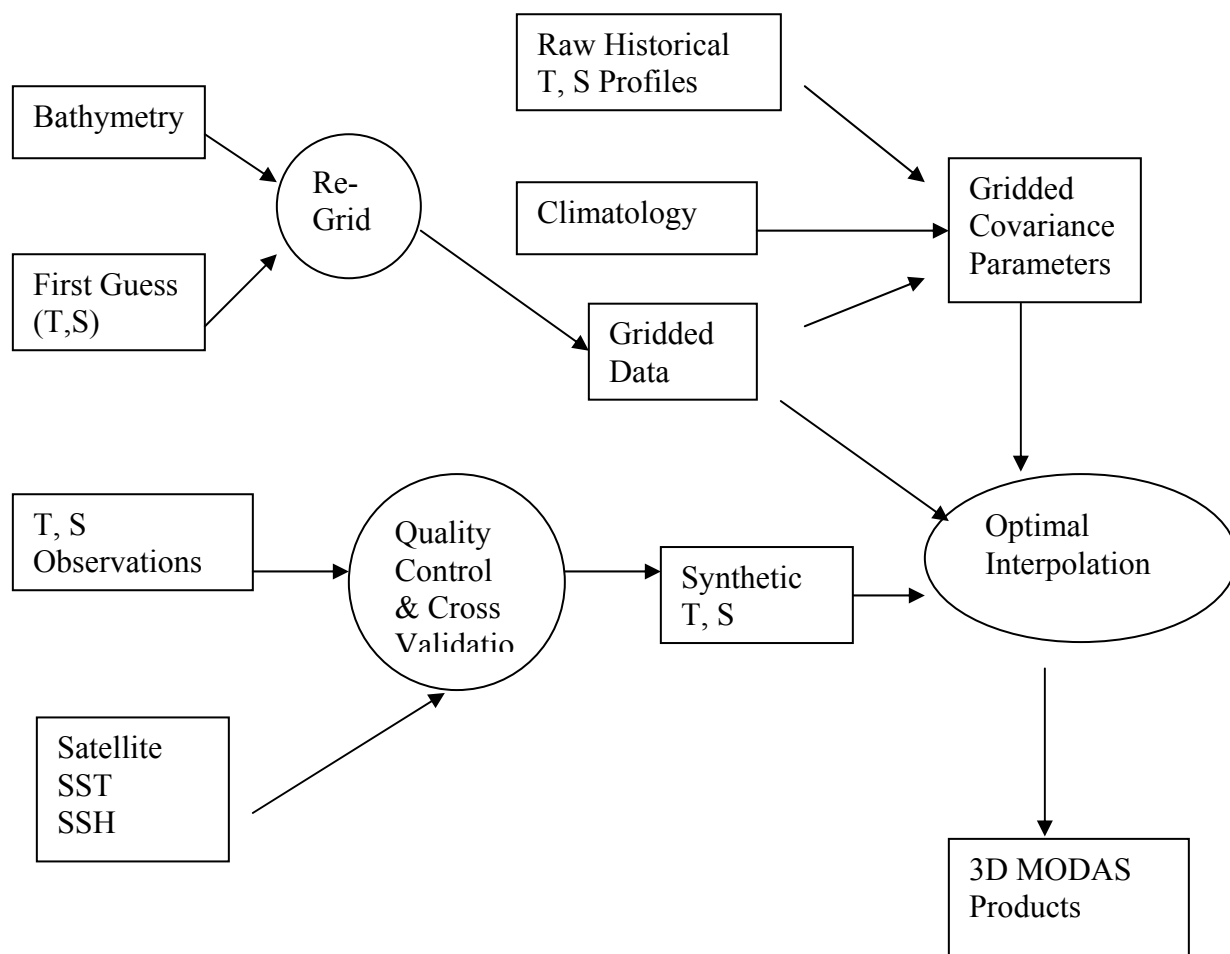 Raw Historical
T, S Profiles
Bathymetry
Re-
Grid
Climatology
Gridded
Covariance
Parameters
First Guess
(T,S)
Gridded
Data
T, S
Observations
Quality
Control
& Cross
Validatio
Synthetic
T, S
Optimal
Interpolation
Satellite
SST
SSH
3D MODAS
Products